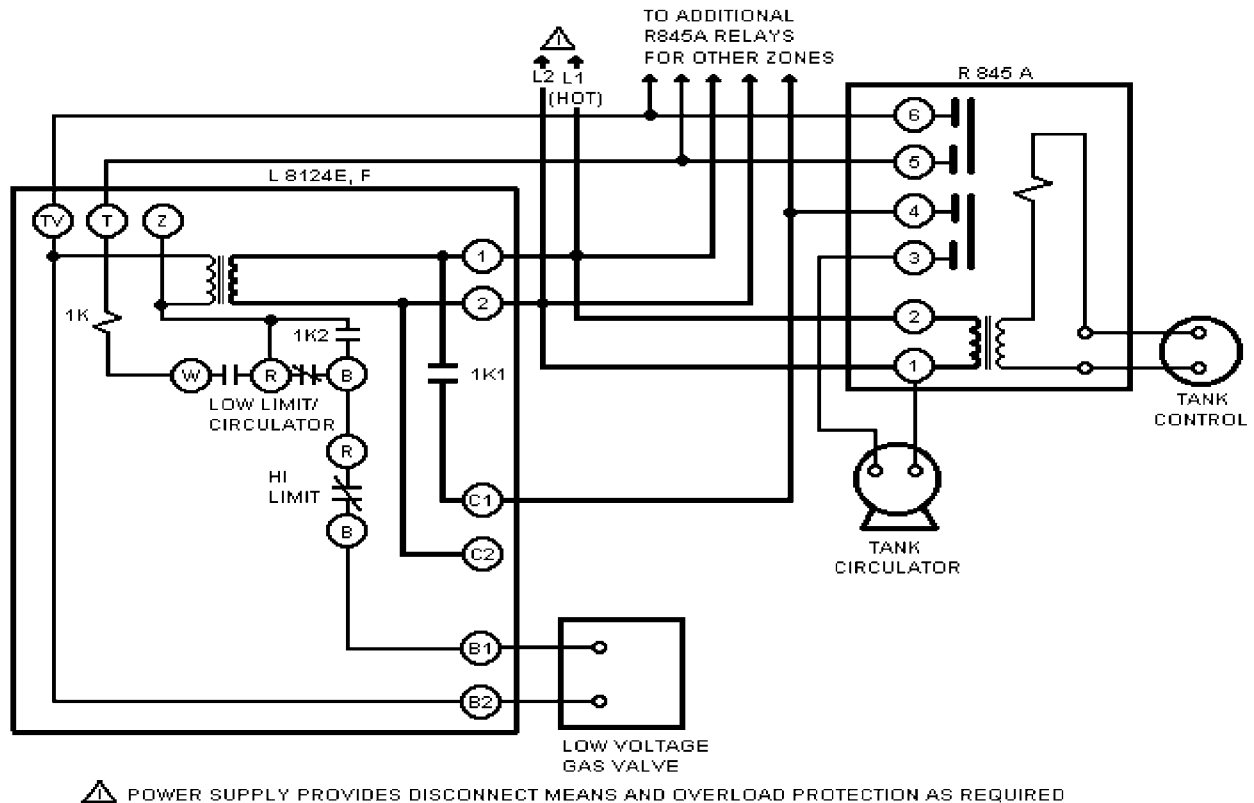 TO ADDITIONAL
R845A RELAYS
FOR OTHER ZONES
1
L2 L1
(HOT)
R 845 A
L 8124E, F
6
5
4
3
2
1
TV
T
Z
1
2
1K
1K2
1K1
W
R
B
LOW LIMIT/
CIRCULATOR
R
HI
LIMIT
B
C1
C2
B1
B2
TANK
CONTROL
TANK
CIRCULATOR
LOW VOLTAGE
GAS VALVE
1 POWER SUPPLY PROVIDES DISCONNECT MEANS AND OVERLOAD PROTECTION AS REQUIRED